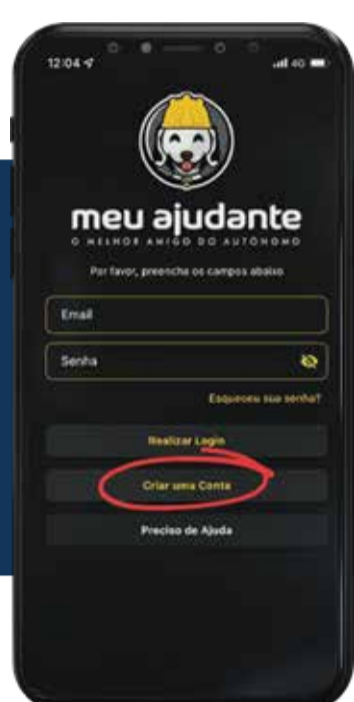 12:04
4G
meu ajudante
O MELHOR AMIGO DO AUTÔNOMO
Por favor, preencha os campos abaixo
Email
Senha
Esqueceu sua senha?
Realizar Login
Criar uma Conta
Preciso de Ajuda